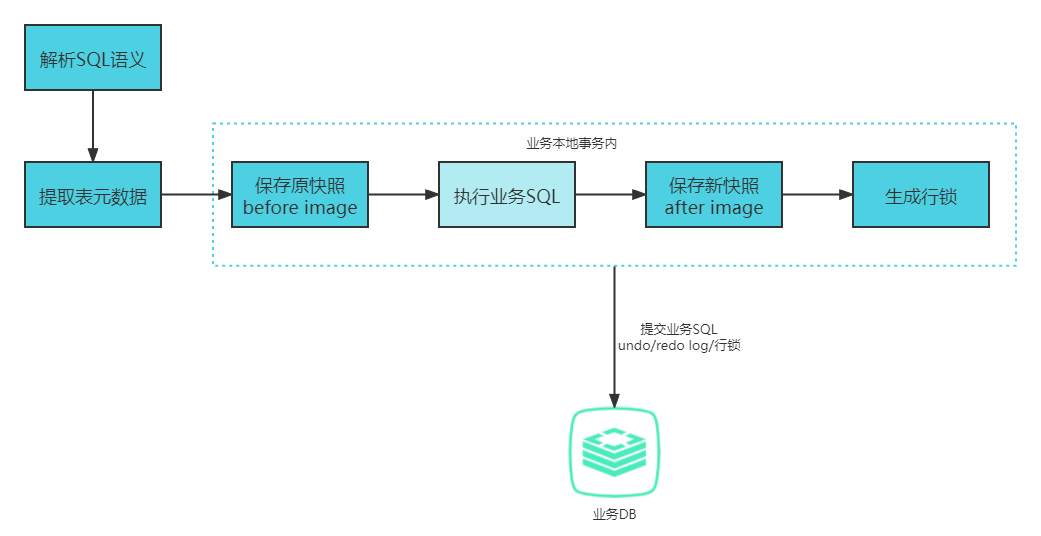 解析SQL语义
业务本地事务内
提取表元数据
保存原快照
before image
执行业务SQL
保存新快照
after image
生成行锁
提交业务SQL
undo/redo log/行锁
业务DB